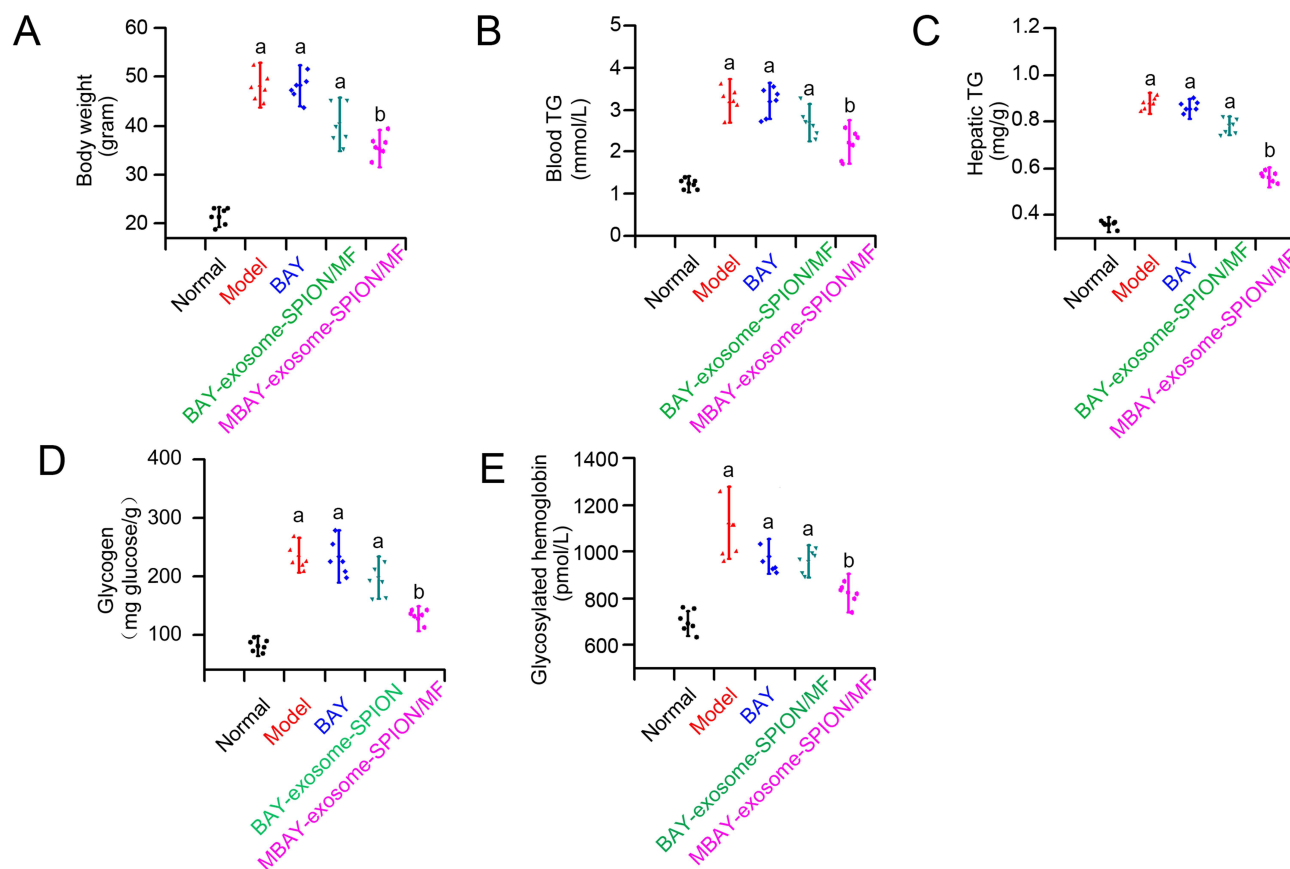 A
Body weight
(gram)
60
50
40
30
20
a
a
a
b
Normal
Model
BAY
BAY-exosome-SPION/MF
MBAY-exosome-SPION/MF
B
Blood TG
(mmol/L)
5
4
3
2
1
0
a
a
a
b
Normal
Model
BAY
BAY-exosome-SPION/MF
MBAY-exosome-SPION/MF
C
Hepatic TG
(mg/g)
1.2
1.0
0.8
0.6
0.4
a
a
a
b
Normal
Model
BAY
BAY-exosome-SPION/MF
MBAY-exosome-SPION/MF
D
Glycogen
（mg glucose/g）
400
300
200
100
a
a
a
b
Normal
Model
BAY
BAY-exosome-SPION
MBAY-exosome-SPION/MF
E
Glycosylated hemoglobin
(pmol/L)
1400
1200
1000
800
600
a
a
a
b
Normal
Model
BAY
BAY-exosome-SPION/MF
MBAY-exosome-SPION/MF